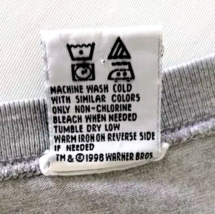 MACHINE WASH COLD
WITH SIMILAR COLORS
ONLY NON-CHLORINE
BLEACH WHEN NEEDED
TUMBLE DRY LOW
WARM IRON ON REVERSE SIDE
IF NEEDED
TM & © 1998 WARNER BROS.